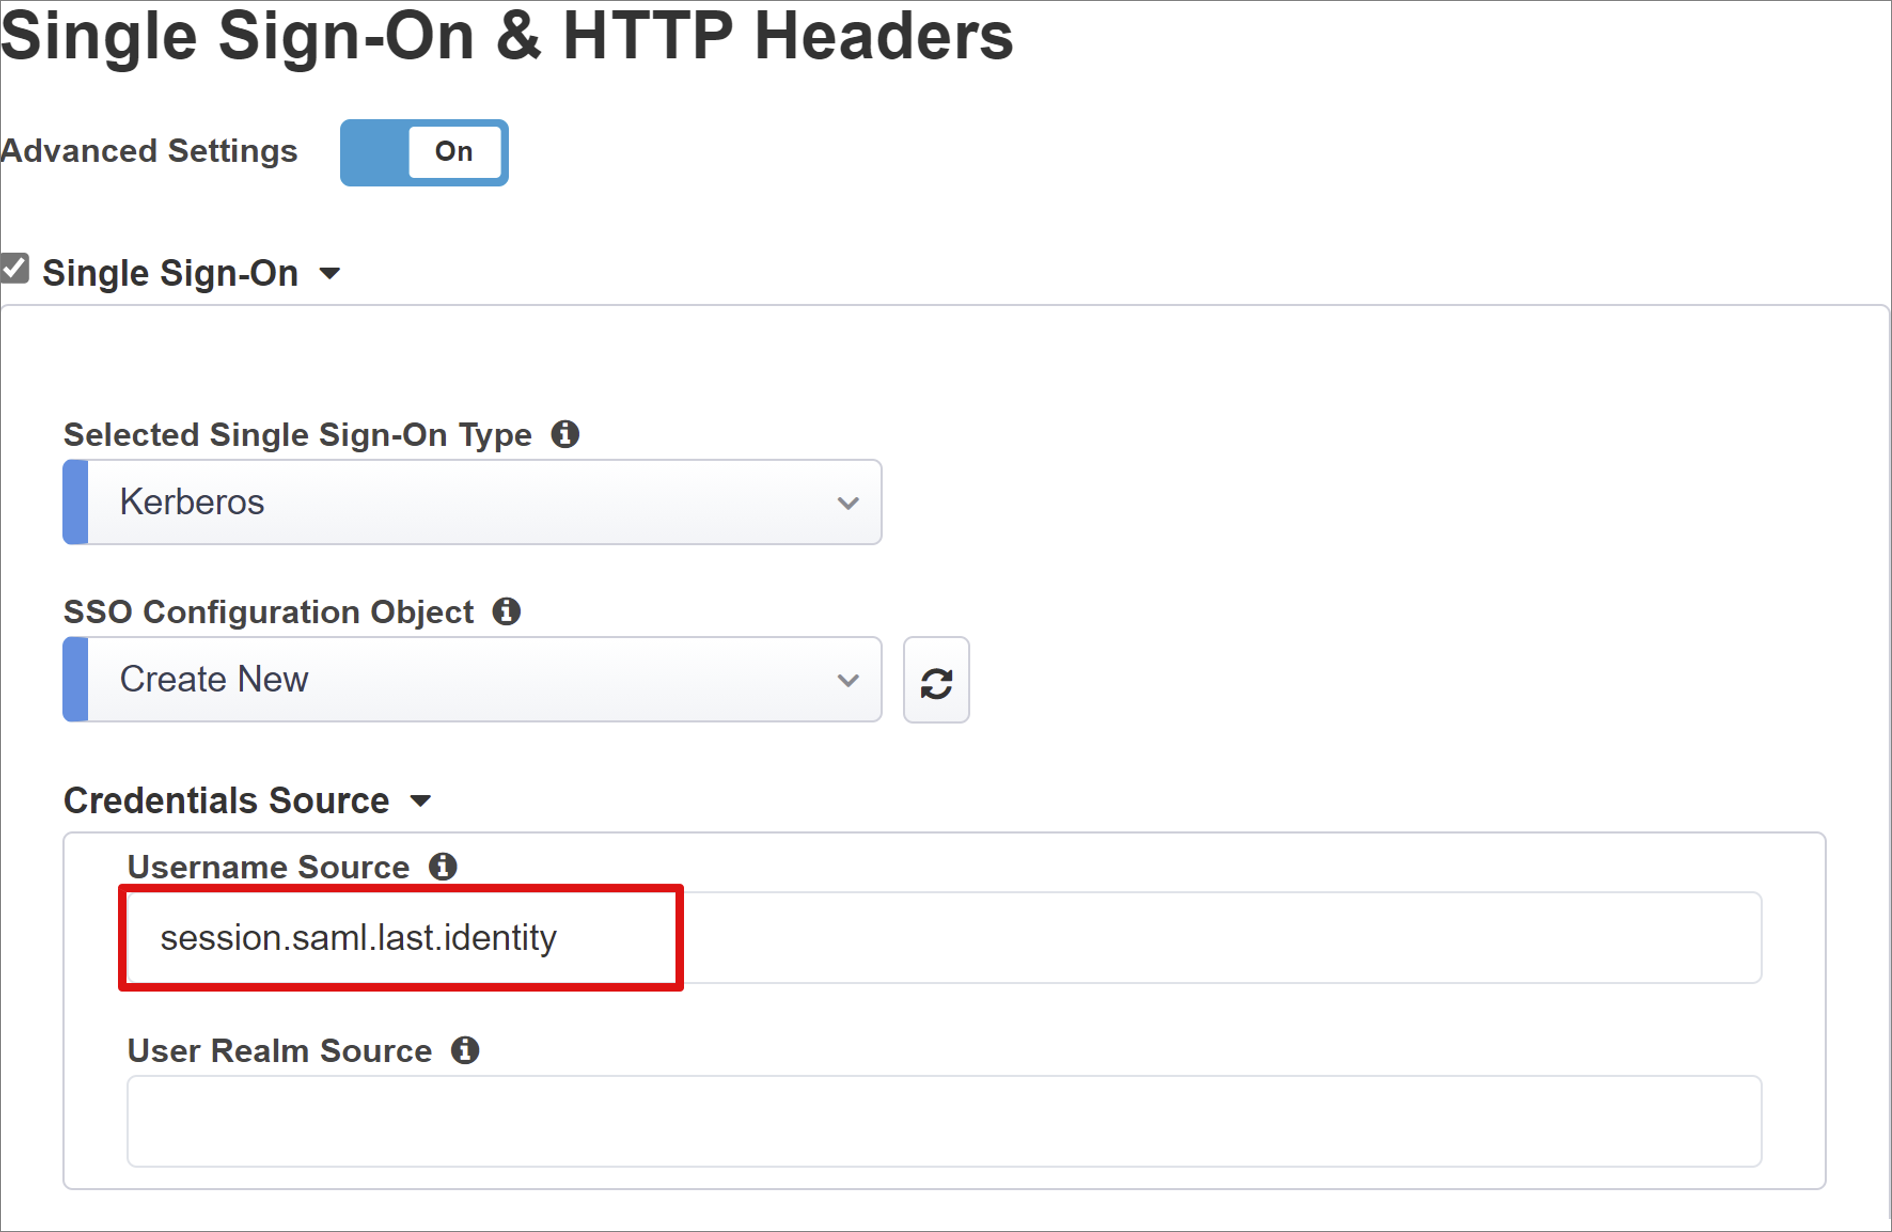 Single Sign-On & HTTP Headers
Advanced Settings On
Single Sign-On
Selected Single Sign-On Type
Kerberos
SSO Configuration Object
Create New
Credentials Source
Username Source
session.saml.last.identity
User Realm Source